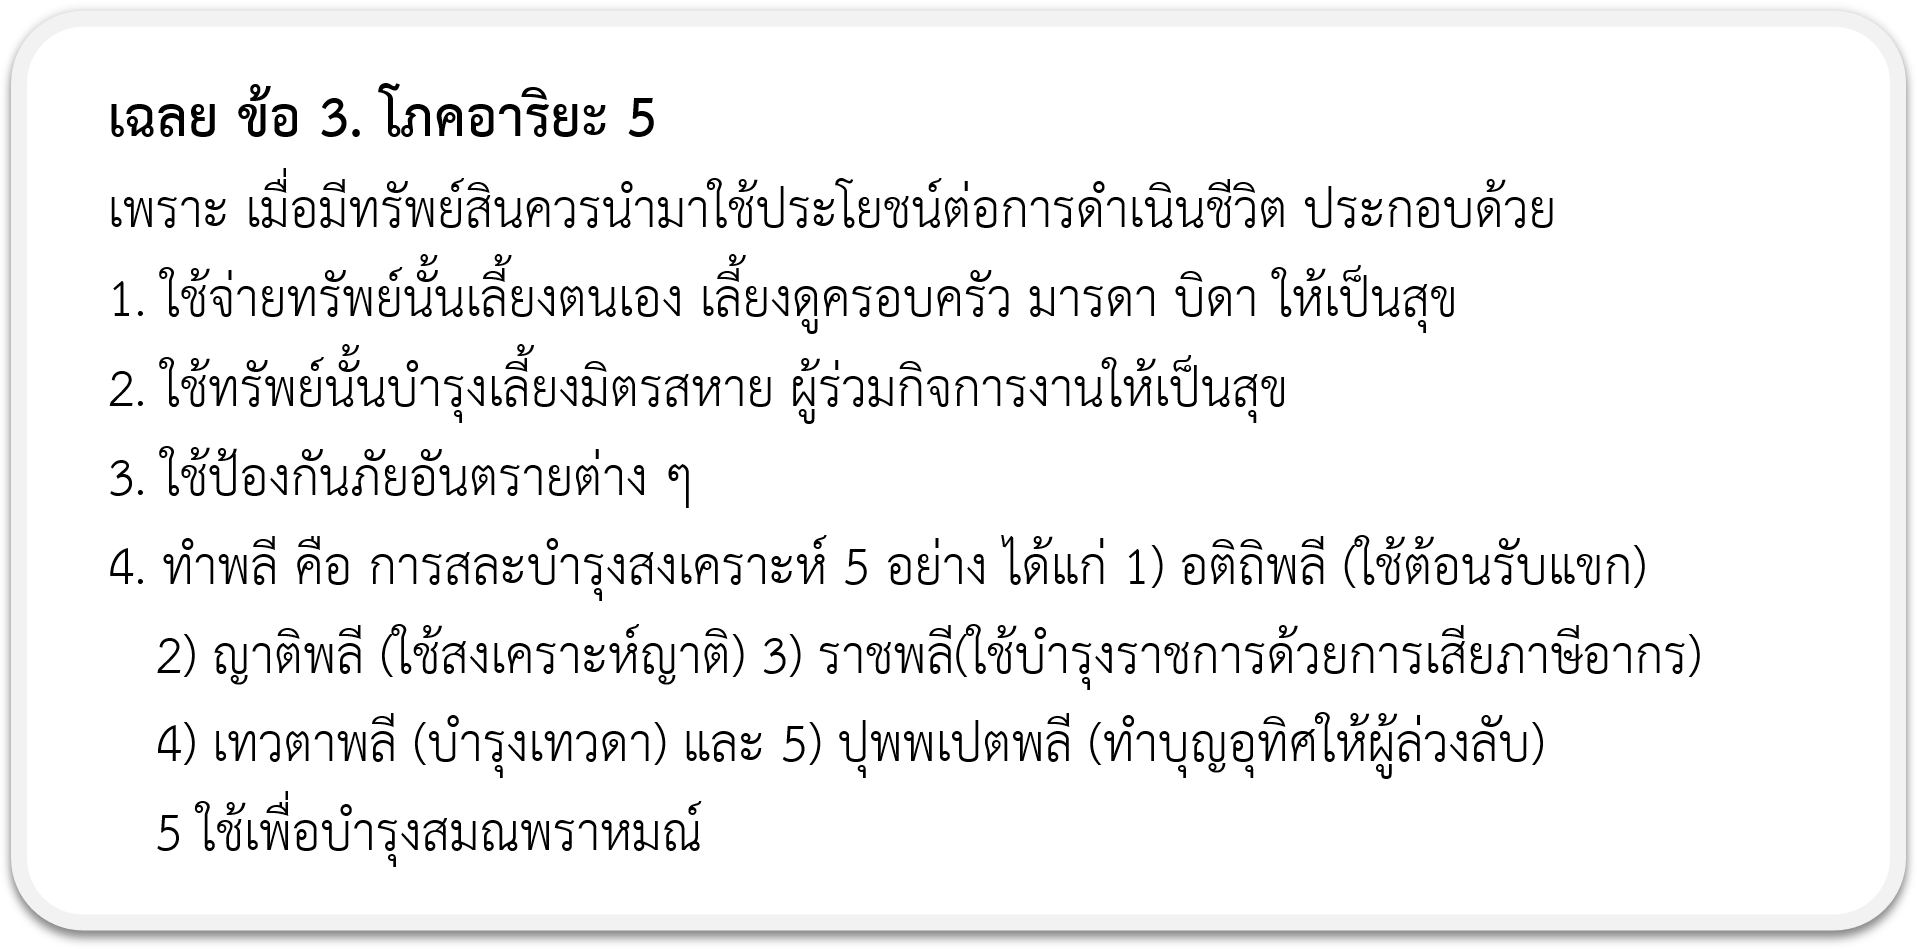 เฉลย ข้อ 3. โภคอาริยะ 5
เพราะ เมื่อมีทรัพย์สินควรนำมาใช้ประโยชน์ต่อการดำเนินชีวิต ประกอบด้วย
1. ใช้จ่ายทรัพย์นั้นเลี้ยงตนเอง เลี้ยงดูครอบครัว มารดา บิดา ให้เป็นสุข
2. ใช้ทรัพย์นั้นบำรุงเลี้ยงมิตรสหาย ผู้ร่วมกิจการงานให้เป็นสุข
3. ใช้ป้องกันภัยอันตรายต่าง ๆ
4. ทำพลี คือ การสละบำรุงสงเคราะห์ 5 อย่าง ได้แก่ 1) อติถิพลี (ใช้ต้อนรับแขก)
2) ญาติพลี (ใช้สงเคราะห์ญาติ) 3) ราชพลี(ใช้บำรุงราชการด้วยการเสียภาษีอากร)
4) เทวตาพลี (บำรุงเทวดา) และ 5) ปุพพเปตพลี (ทำบุญอุทิศให้ผู้ล่วงลับ)
5 ใช้เพื่อบำรุงสมณพราหมณ์